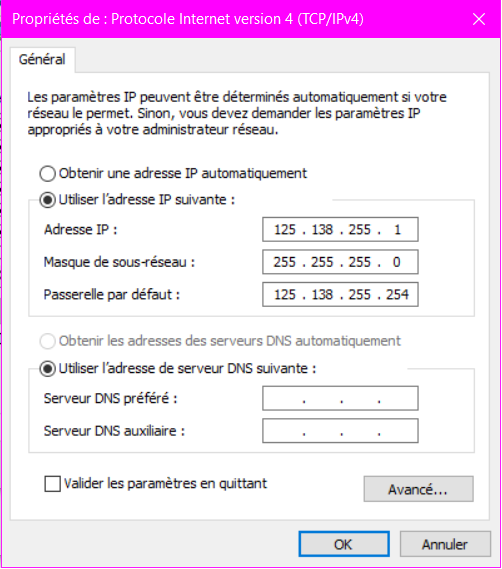 Propriétés de : Protocole Internet version 4 (TCP/IPv4)
Général
Les paramètres IP peuvent être déterminés automatiquement si votre
réseau le permet. Sinon, vous devez demander les paramètres IP
appropriés à votre administrateur réseau.
Obtenir une adresse IP automatiquement
Utiliser l'adresse IP suivante :
Adresse IP : 125 . 138 . 255 . 1
Masque de sous-réseau : 255 . 255 . 255 . 0
Passerelle par défaut : 125 . 138 . 255 . 254
Obtenir les adresses des serveurs DNS automatiquement
Utiliser l'adresse de serveur DNS suivante :
Serveur DNS préféré : . . .
Serveur DNS auxiliaire : . . .
Valider les paramètres en quittant
Avancé...
OK Annuler